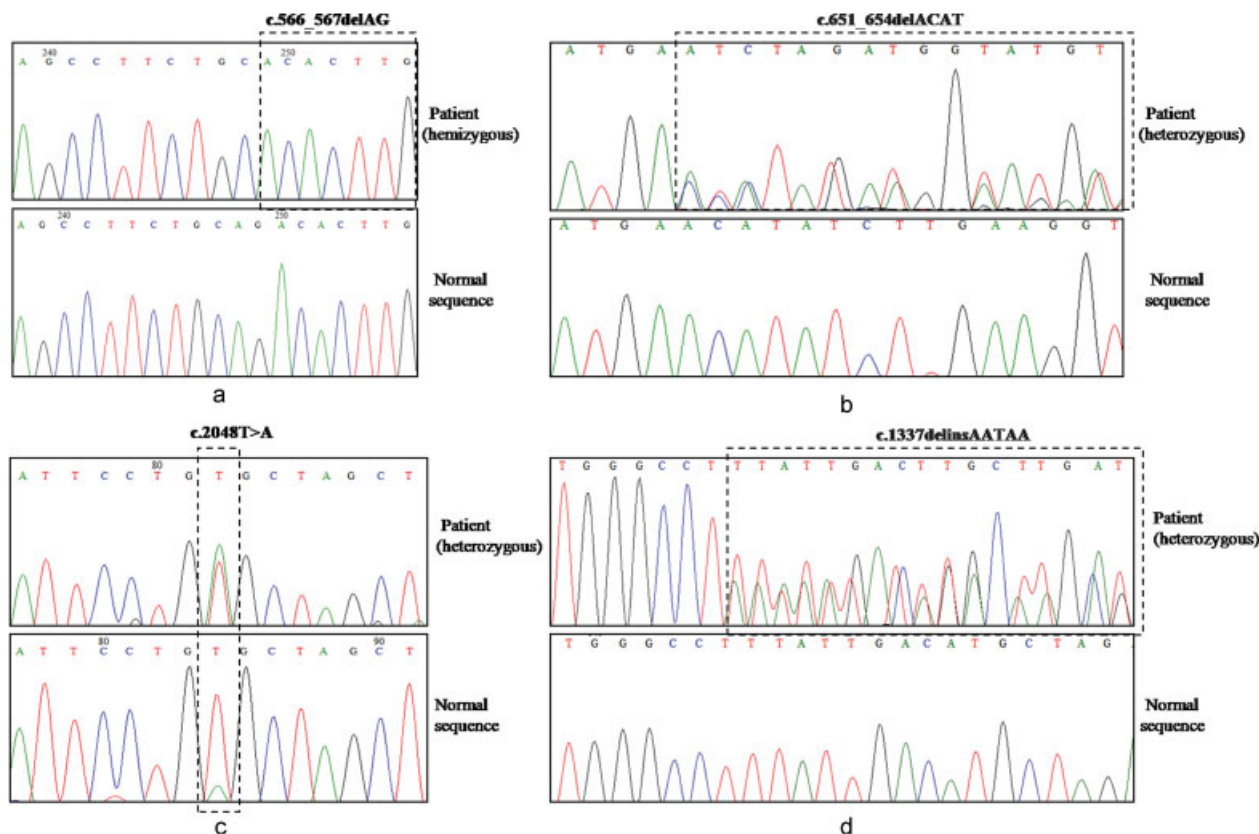 c.566_567delAG
240 250
A G C C T T C T G C A C A C T T G
Patient
(hemizygous)
240 250
A G C C T T C T G C A G A C A C T T G
Normal
sequence
a
c.651_654delACAT
A T G A A T C T A G A T G G T A T G T
Patient
(heterozygous)
A T G A A C A T A T C T T G A A G G T
Normal
sequence
b
c.2048T>A
80
A T T C C T G T G C T A G C T
Patient
(heterozygous)
80 90
A T T C C T G T G C T A G C T
Normal
sequence
c
c.1337delinsAATAA
T G G G C C T T T A T T G A C T T G C T T G A T
Patient
(heterozygous)
T G G G C C T T T A T T G A C A T G C T A G
Normal
sequence
d